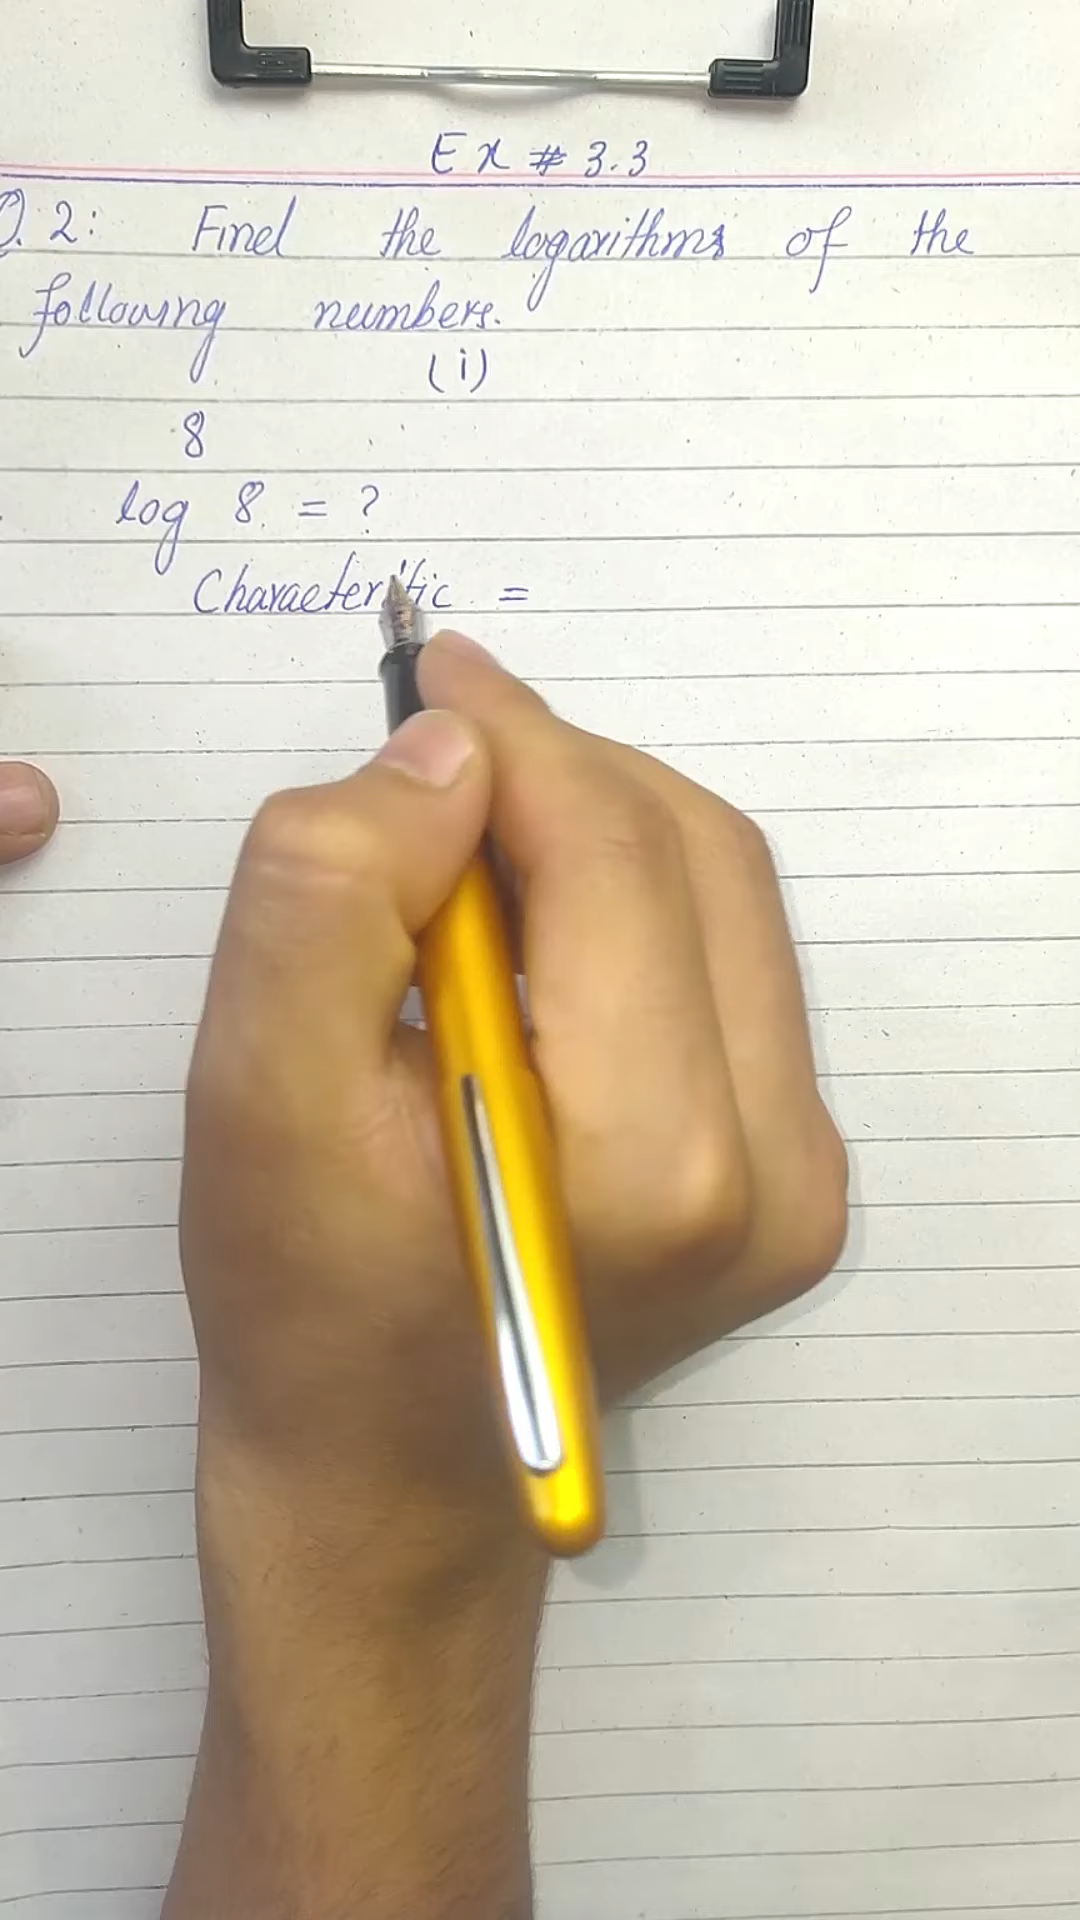 Ex # 3.3
Q.2: Find the logarithms of the
following numbers.
(i)
8
log 8 = ?
Characteristic =